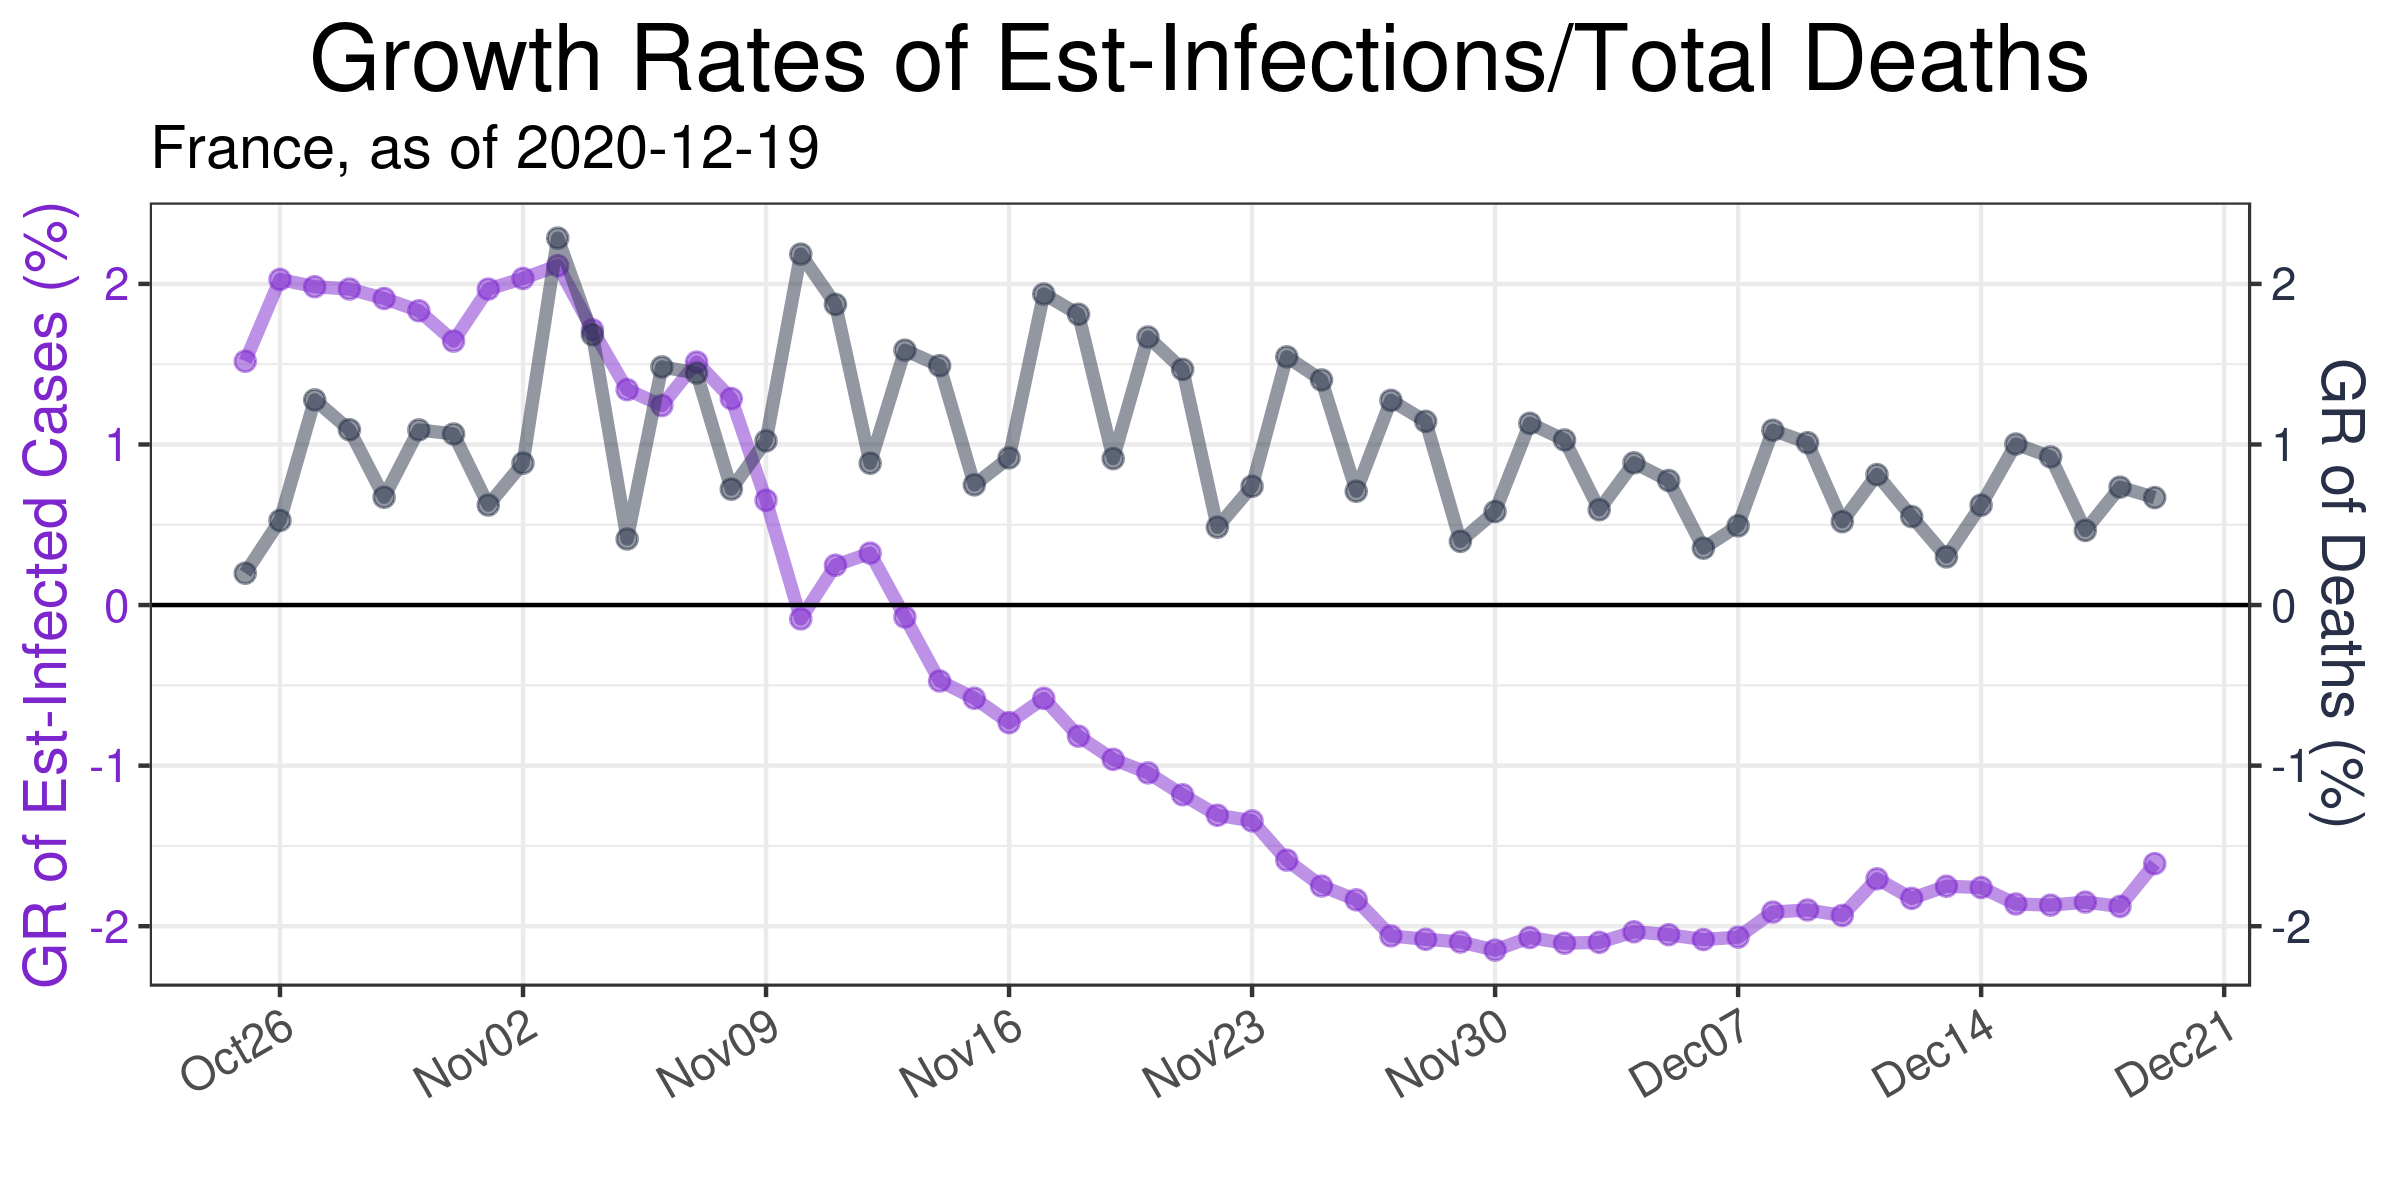 Growth Rates of Est-Infections/Total Deaths
France, as of 2020-12-19
GR of Est-Infected Cases (%)
2
1
0
-1
-2
2
1
0
-1
-2
GR of Deaths (%)
Oct26
Nov02
Nov09
Nov16
Nov23
Nov30
Dec07
Dec14
Dec21